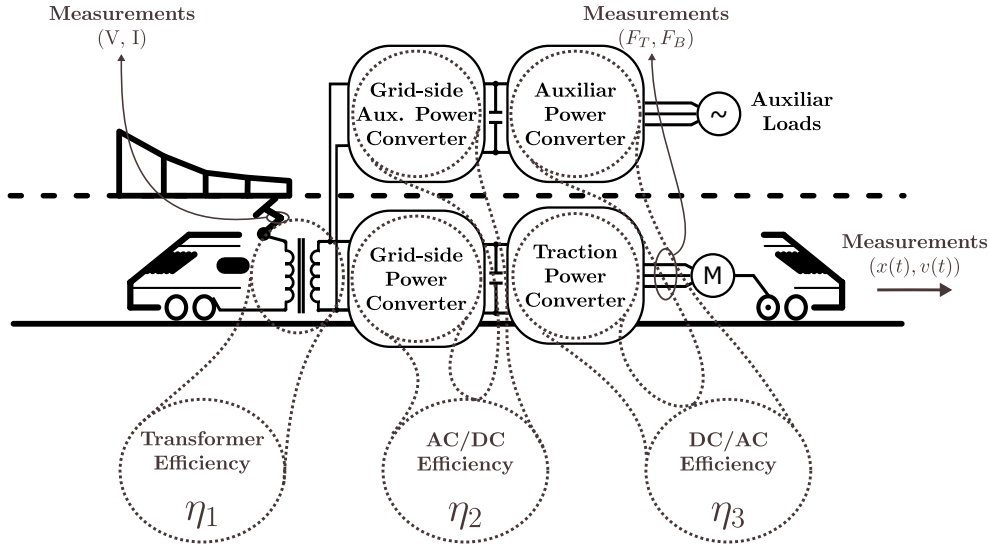 Measurements
(V, I)
Measurements
(F_T, F_B)
Grid-side
Aux. Power
Converter
Auxiliar
Power
Converter
~
Auxiliar
Loads
Grid-side
Power
Converter
Traction
Power
Converter
M
Measurements
(x(t), v(t))
Transformer
Efficiency
η1
AC/DC
Efficiency
η2
DC/AC
Efficiency
η3